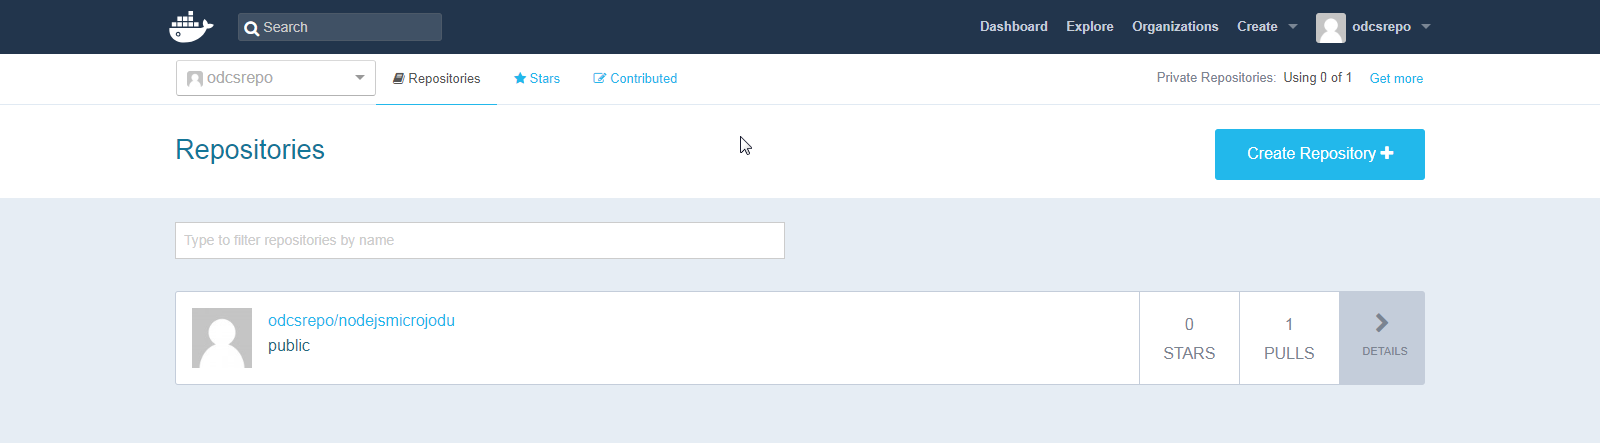 Search Dashboard Explore Organizations Create odcsrepo
odcsrepo Repositories Stars Contributed Private Repositories: Using 0 of 1 Get more
Repositories Create Repository
Type to filter repositories by name
odcsrepo/nodejsmicrojodu
public
0 STARS
1 PULLS
DETAILS